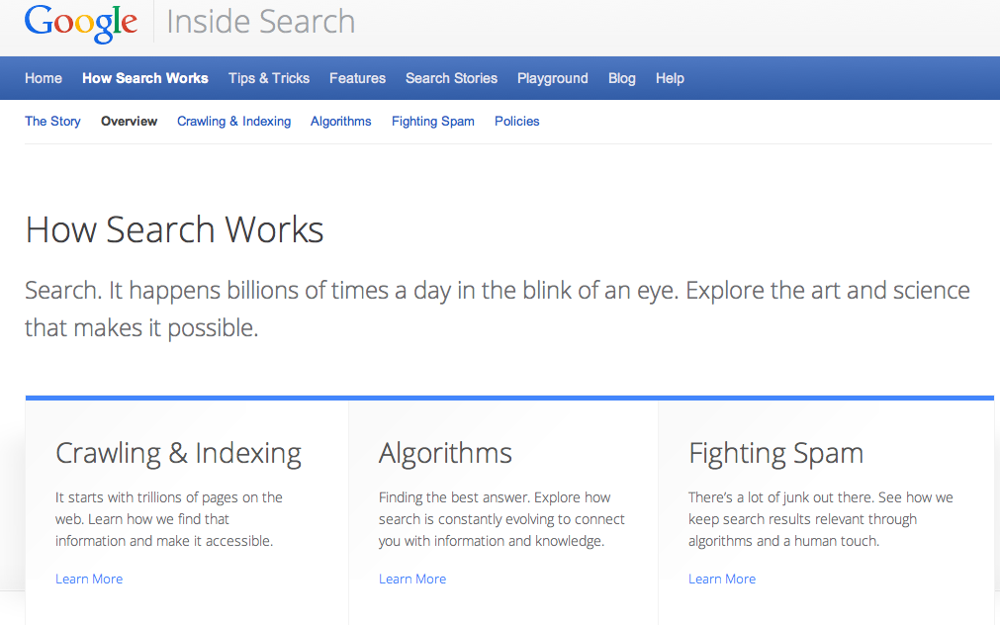 Google Inside Search
Home How Search Works Tips & Tricks Features Search Stories Playground Blog Help
The Story Overview Crawling & Indexing Algorithms Fighting Spam Policies
How Search Works
Search. It happens billions of times a day in the blink of an eye. Explore the art and science
that makes it possible.
Crawling & Indexing
It starts with trillions of pages on the
web. Learn how we find that
information and make it accessible.
Learn More
Algorithms
Finding the best answer. Explore how
search is constantly evolving to connect
you with information and knowledge.
Learn More
Fighting Spam
There’s a lot of junk out there. See how we
keep search results relevant through
algorithms and a human touch.
Learn More